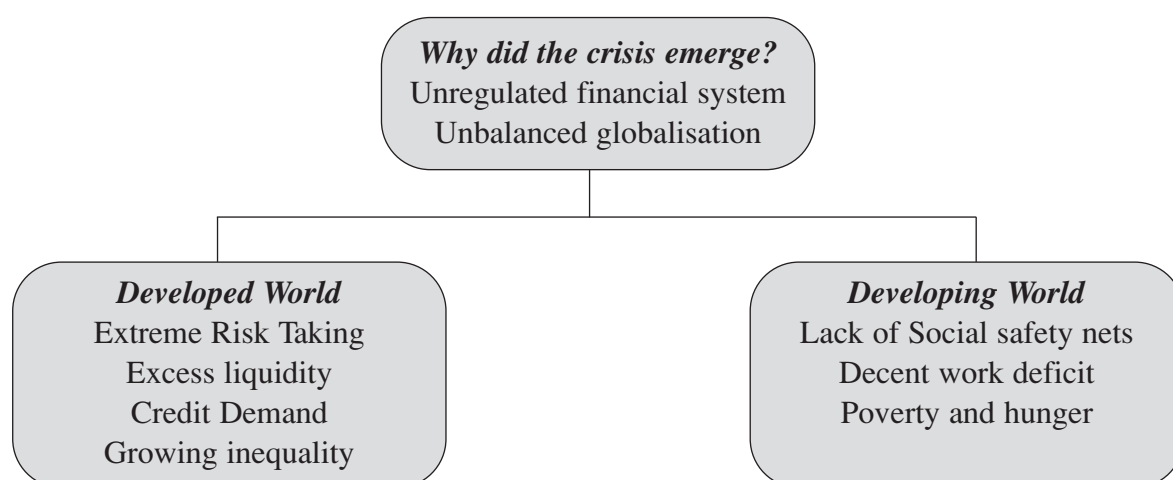 Why did the crisis emerge?
Unregulated financial system
Unbalanced globalisation
Developed World
Extreme Risk Taking
Excess liquidity
Credit Demand
Growing inequality
Developing World
Lack of Social safety nets
Decent work deficit
Poverty and hunger